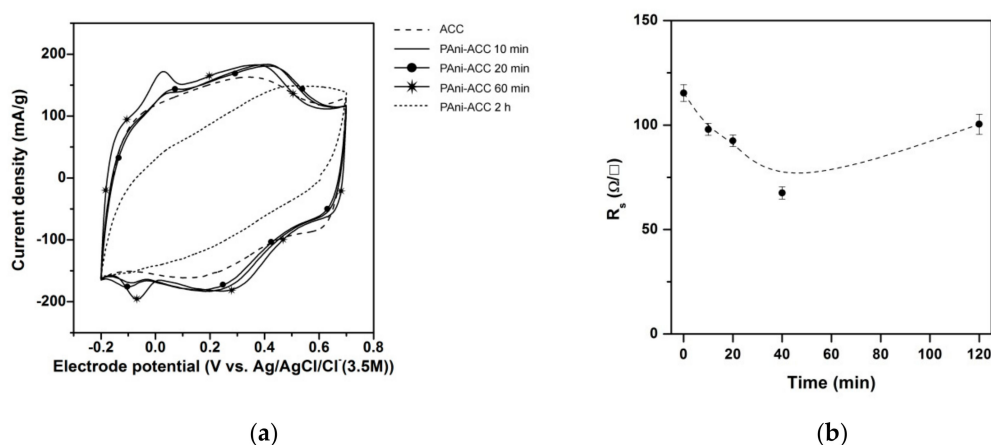 ACC
PAni-ACC 10 min
PAni-ACC 20 min
PAni-ACC 60 min
PAni-ACC 2 h
Current density (mA/g)
200
100
0
-100
-200
-0.2 0.0 0.2 0.4 0.6 0.8
Electrode potential (V vs. Ag/AgCl/Cl⁻(3.5M))
(a)
Rs (Ω/□)
150
100
50
0
0 20 40 60 80 100 120
Time (min)
(b)